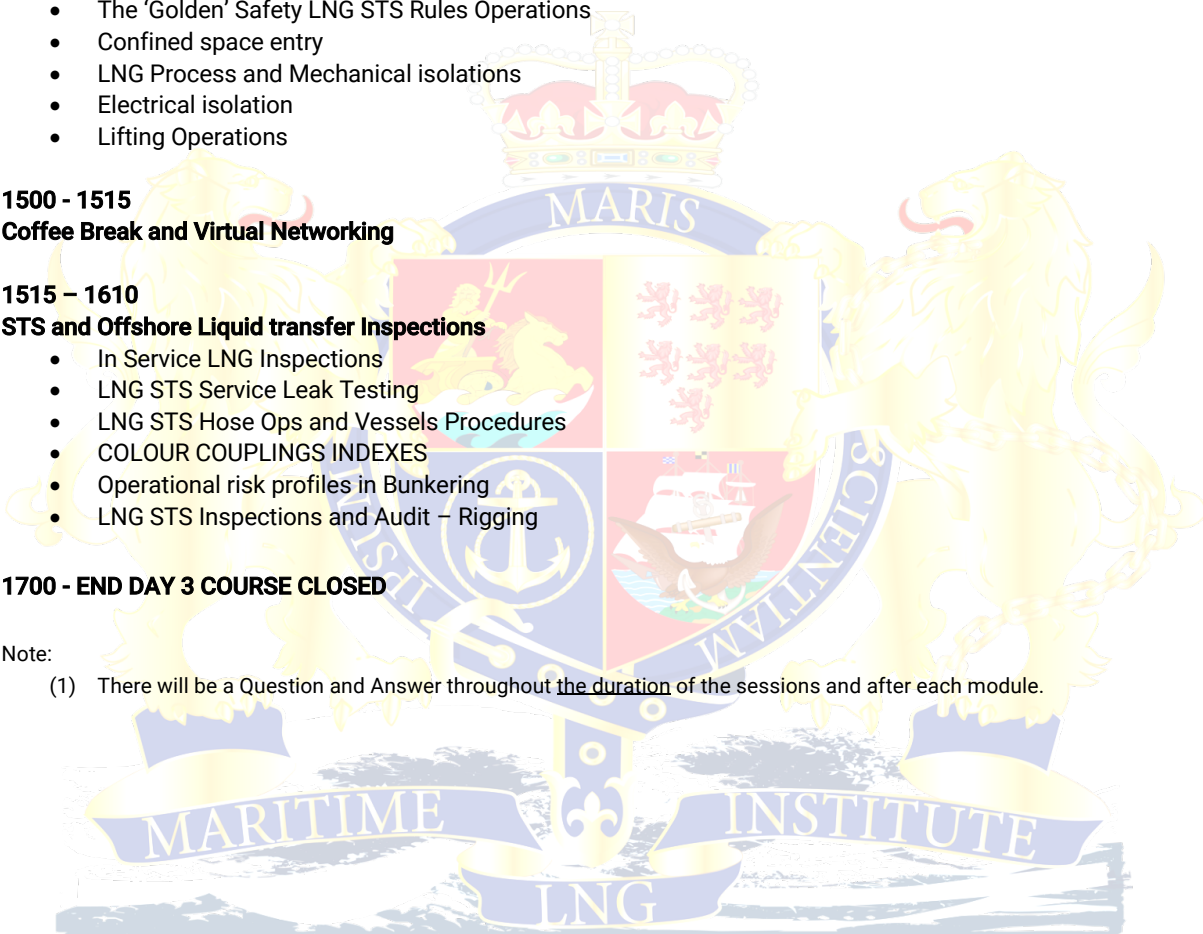 • The ‘Golden’ Safety LNG STS Rules Operations
• Confined space entry
• LNG Process and Mechanical isolations
• Electrical isolation
• Lifting Operations
1500 - 1515
Coffee Break and Virtual Networking
1515 – 1610
STS and Offshore Liquid transfer Inspections
• In Service LNG Inspections
• LNG STS Service Leak Testing
• LNG STS Hose Ops and Vessels Procedures
• COLOUR COUPLINGS INDEXES
• Operational risk profiles in Bunkering
• LNG STS Inspections and Audit – Rigging
1700 - END DAY 3 COURSE CLOSED
Note:
(1) There will be a Question and Answer throughout the duration of the sessions and after each module.
MARIS
SCIENTIAM
IPSUM
MARITIME
INSTITUTE
LNG